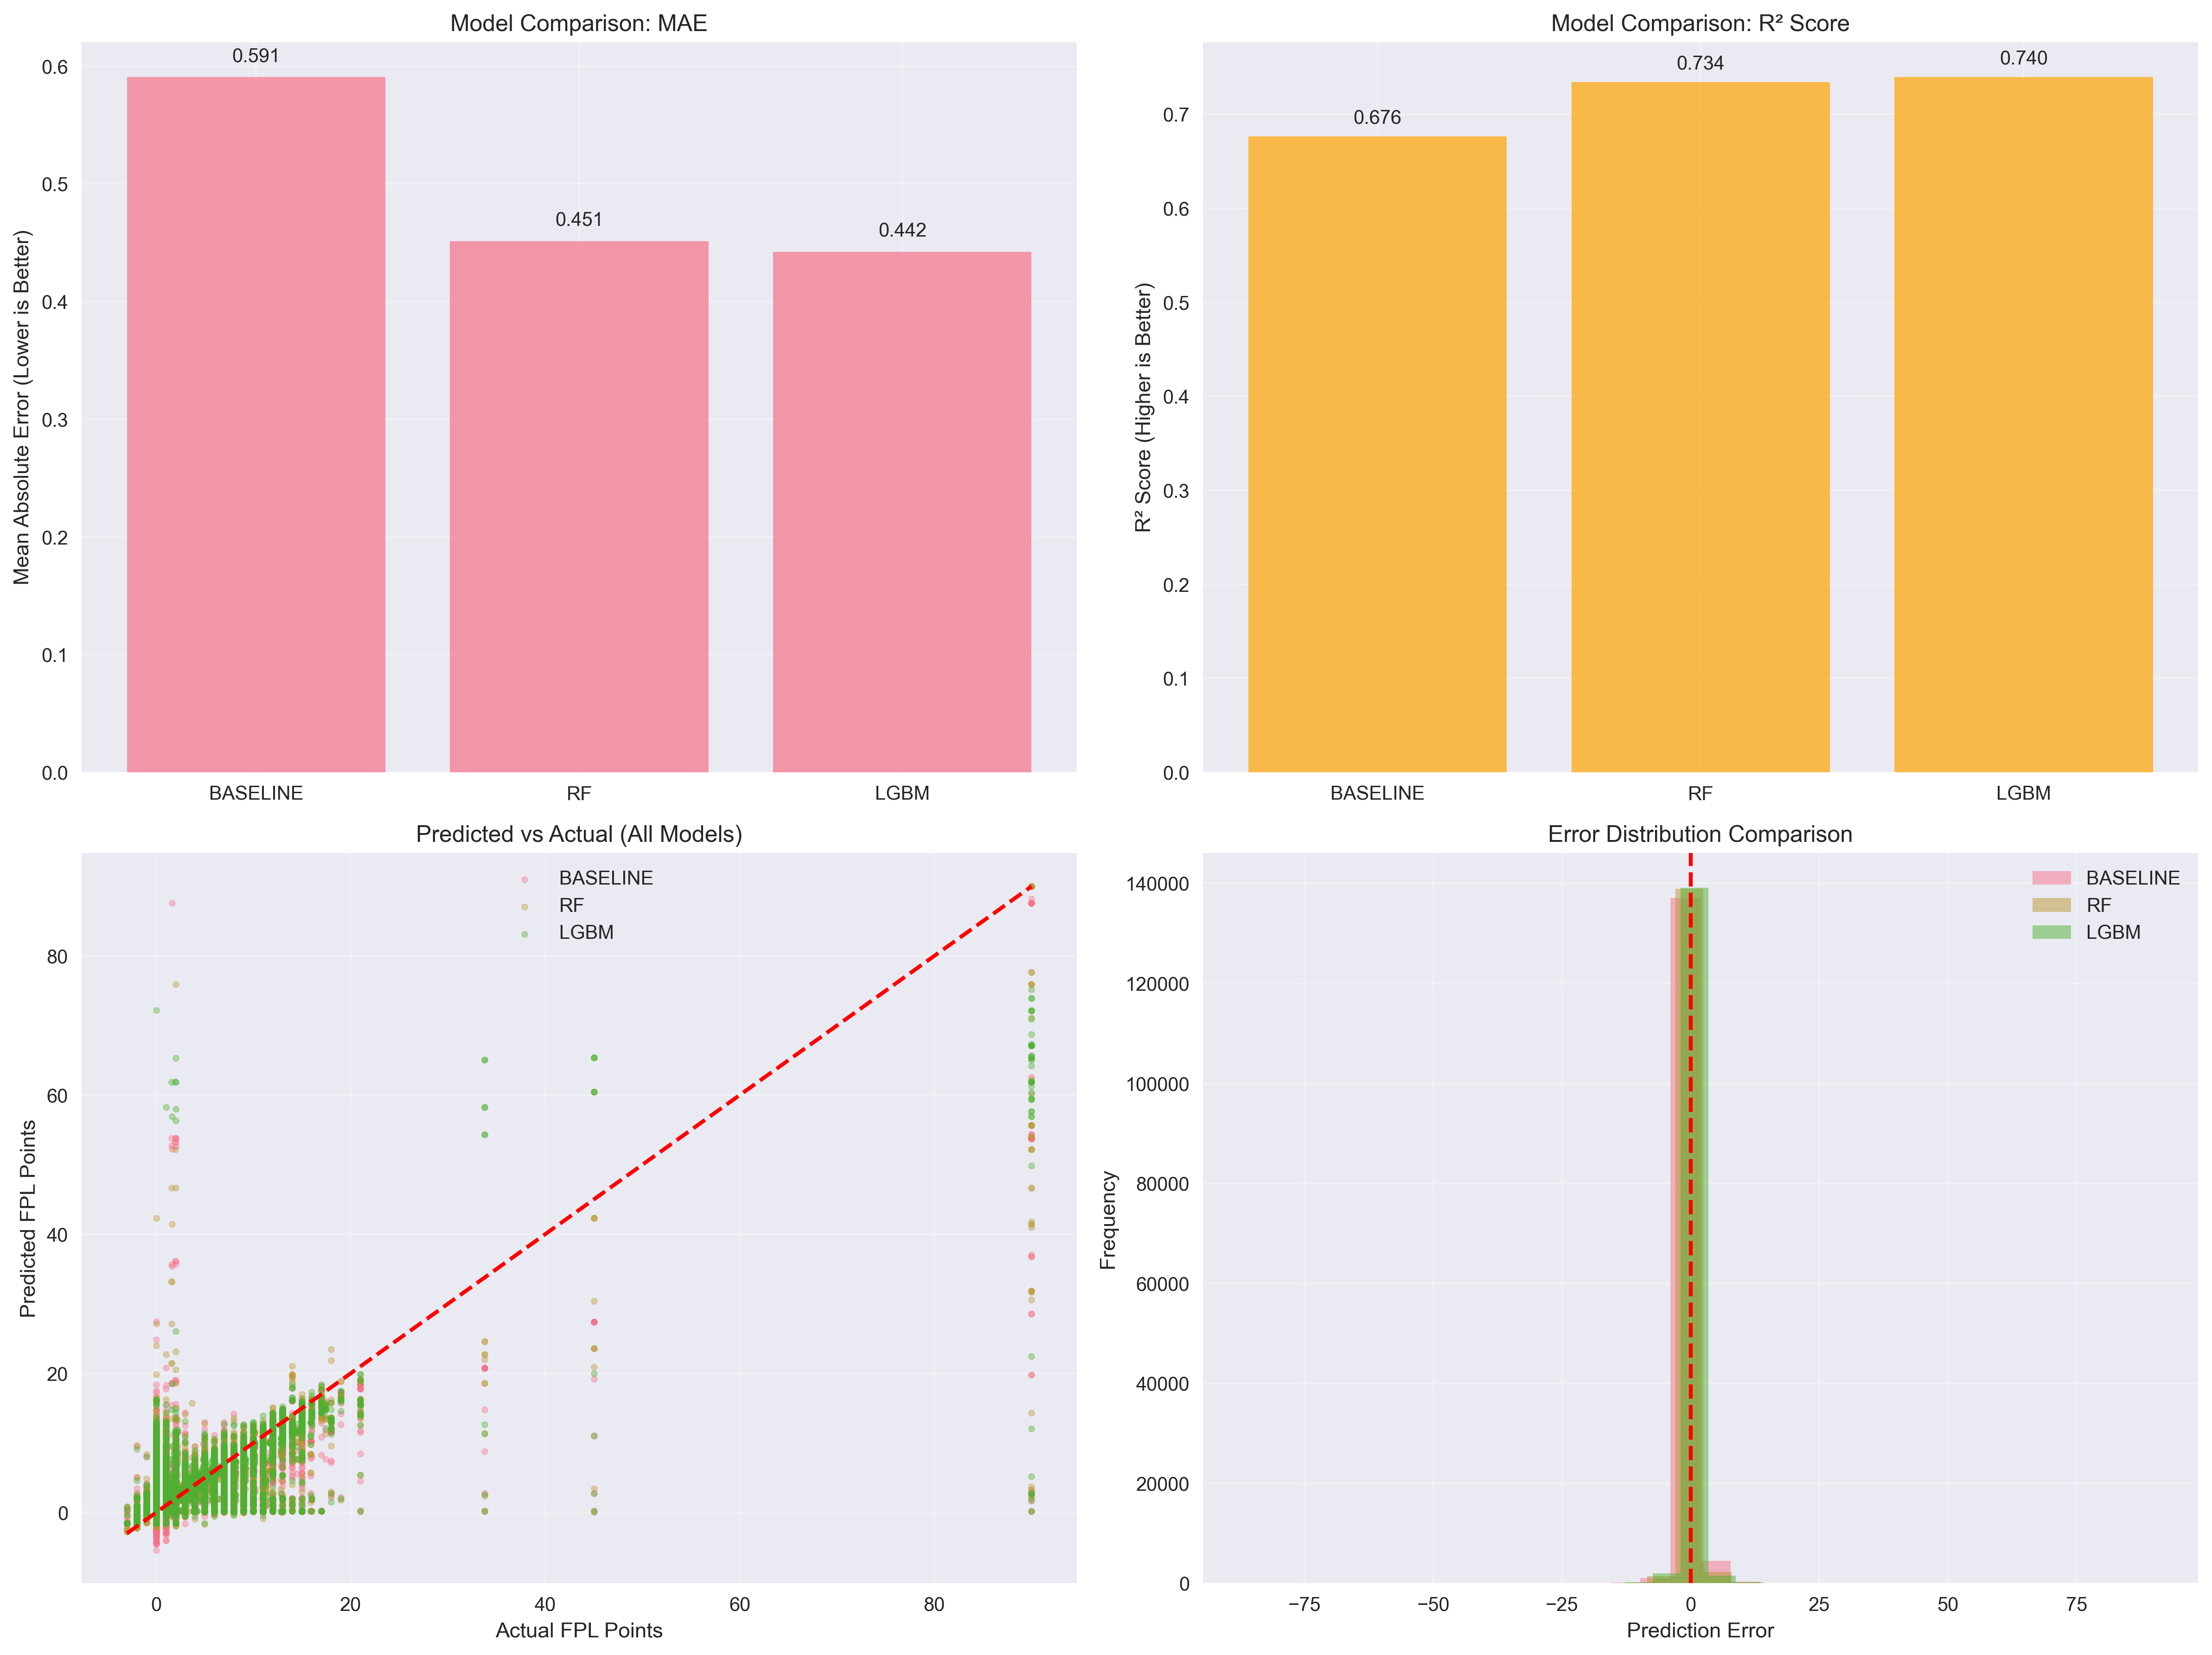 Model Comparison: MAE
Mean Absolute Error (Lower is Better)
0.6
0.5
0.4
0.3
0.2
0.1
0.0
0.591
0.451
0.442
BASELINE
RF
LGBM
Model Comparison: R² Score
R² Score (Higher is Better)
0.7
0.6
0.5
0.4
0.3
0.2
0.1
0.0
0.676
0.734
0.740
BASELINE
RF
LGBM
Predicted vs Actual (All Models)
Predicted FPL Points
80
60
40
20
0
BASELINE
RF
LGBM
0
20
40
60
80
Actual FPL Points
Error Distribution Comparison
Frequency
140000
120000
100000
80000
60000
40000
20000
0
BASELINE
RF
LGBM
−75
−50
−25
0
25
50
75
Prediction Error